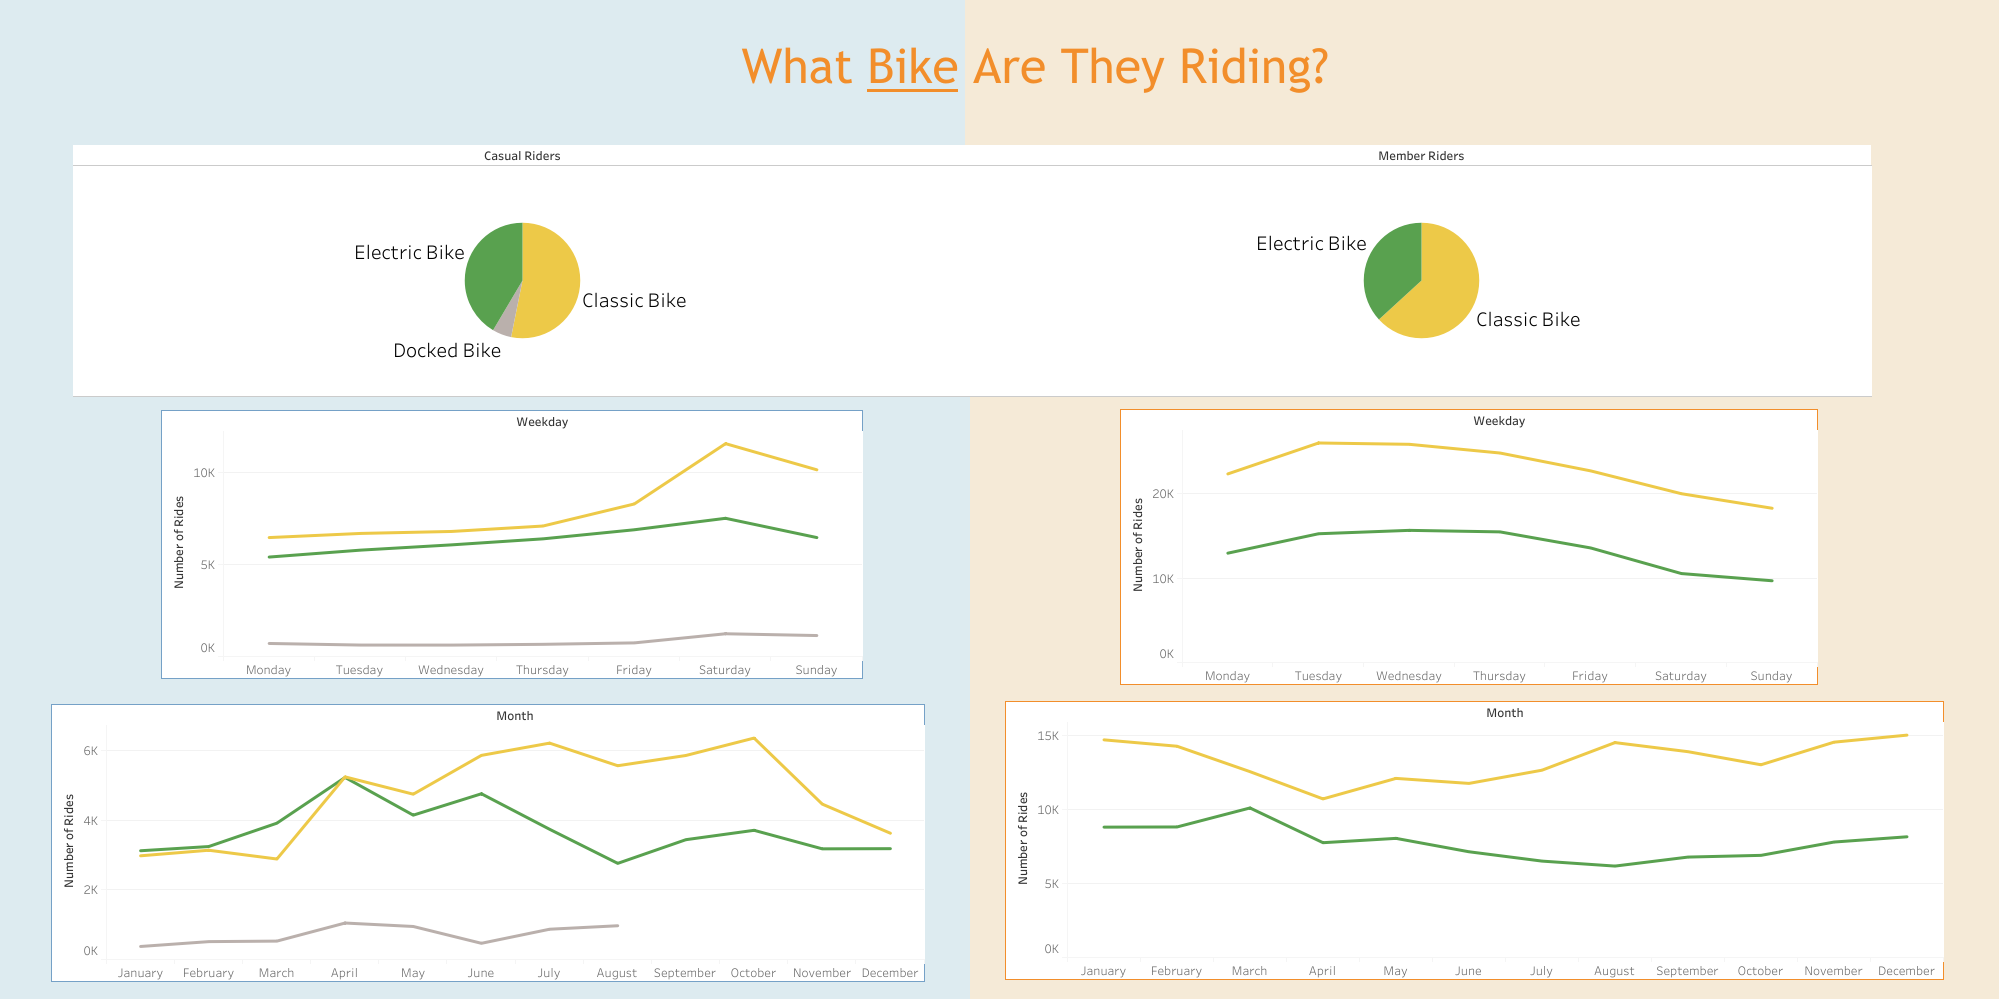 What Bike Are They Riding?
Casual Riders
Member Riders
Electric Bike
Classic Bike
Docked Bike
Electric Bike
Classic Bike
Weekday
Number of Rides
10K
5K
0K
Monday Tuesday Wednesday Thursday Friday Saturday Sunday
Weekday
Number of Rides
20K
10K
0K
Monday Tuesday Wednesday Thursday Friday Saturday Sunday
Month
Number of Rides
6K
4K
2K
0K
January February March April May June July August September October November December
Month
Number of Rides
15K
10K
5K
0K
January February March April May June July August September October November December